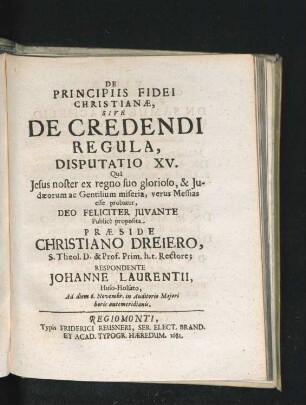 DE
PRINCIPIIS FIDEI
CHRISTIANÆ,
SIVE
DE CREDENDI
REGULA,
DISPUTATIO XV.
Quâ
Jesus noster ex regno suo glorioso, & Ju-
dæorum ac Gentilium miseria, verus Messias
esse probatur,
DEO FELICITER JUVANTE
Publicè proposita.
PRÆSIDE
CHRISTIANO DREIERO,
S. Theol. D. & Prof. Prim. h.t. Rectore;
RESPONDENTE
JOHANNE LAURENTII,
Huso-Holsato,
Ad diem 6. Novembr. in Auditorio Majori
horis antemeridianis.
REGIOMONTI,
Typis FRIDERICI REUSNERI, SER. ELECT. BRAND.
ET ACAD. TYPOGR. HÆREDUM. 1681.